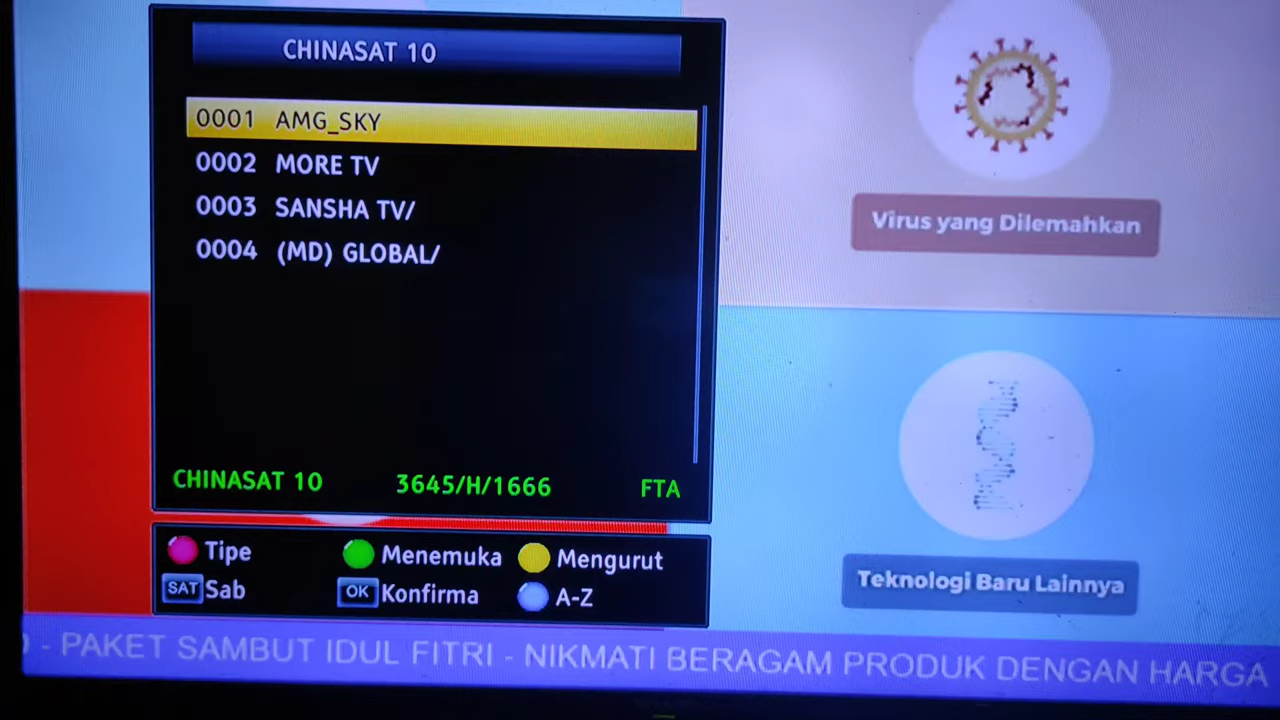 CHINASAT 10
0001 AMG_SKY
0002 MORE TV
0003 SANSHA TV/
0004 (MD) GLOBAL/
CHINASAT 10 3645/H/1666 FTA
Tipe Menemuka Mengurut
SAT Sab OK Konfirma A-Z
Virus yang Dilemahkan
Teknologi Baru Lainnya
- PAKET SAMBUT IDUL FITRI - NIKMATI BERAGAM PRODUK DENGAN HARGA